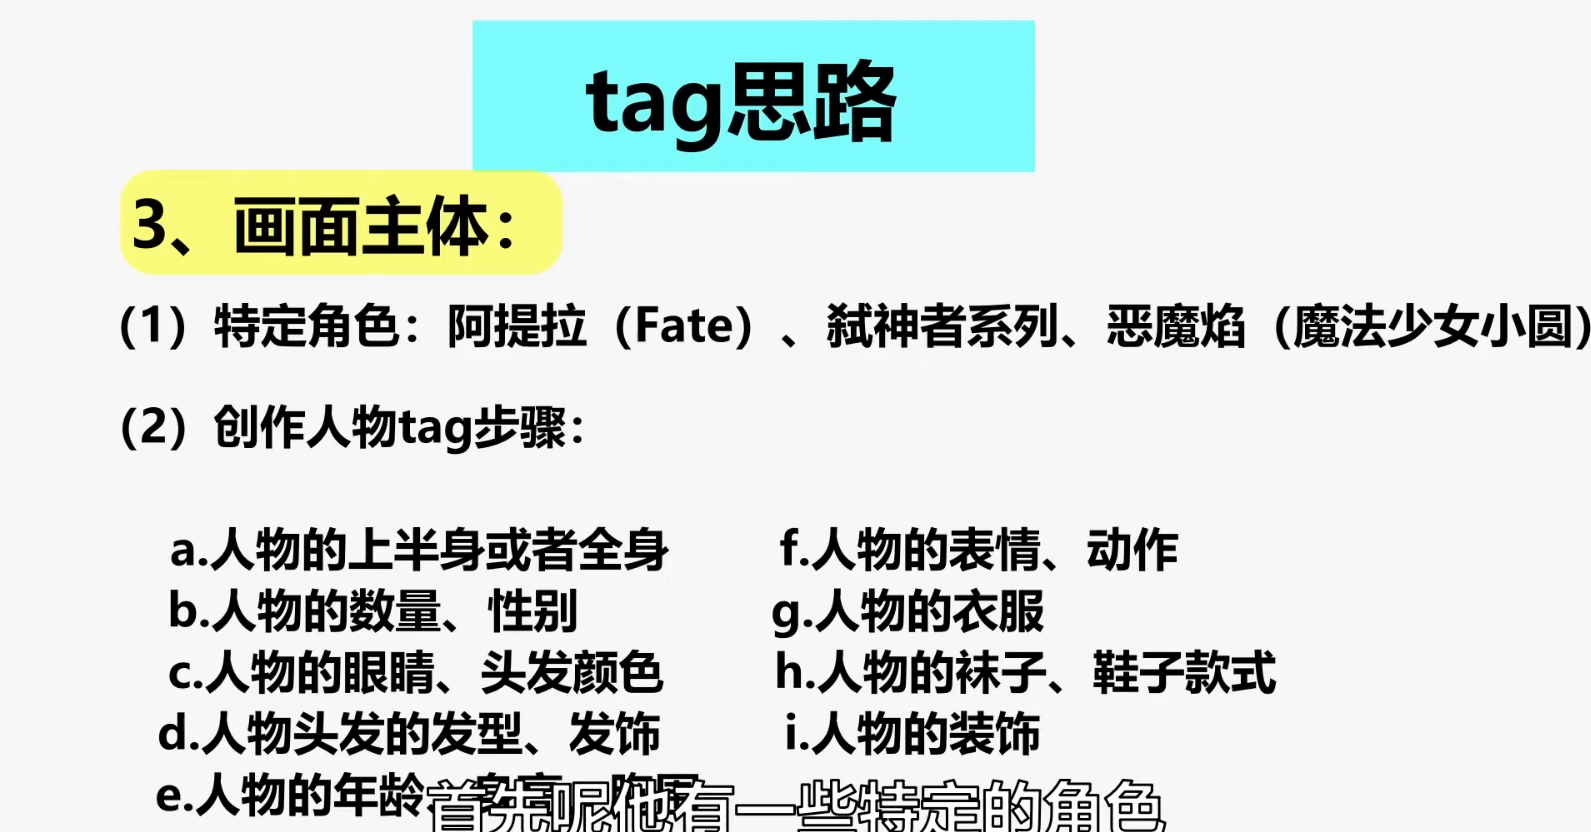 tag思路
3、画面主体：
（1）特定角色：阿提拉（Fate）、弑神者系列、恶魔焰（魔法少女小圆）
（2）创作人物tag步骤：
a.人物的上半身或者全身
b.人物的数量、性别
c.人物的眼睛、头发颜色
d.人物头发的发型、发饰
e.人物的年龄、
f.人物的表情、动作
g.人物的衣服
h.人物的袜子、鞋子款式
i.人物的装饰
首先呢他有一些特定的角色